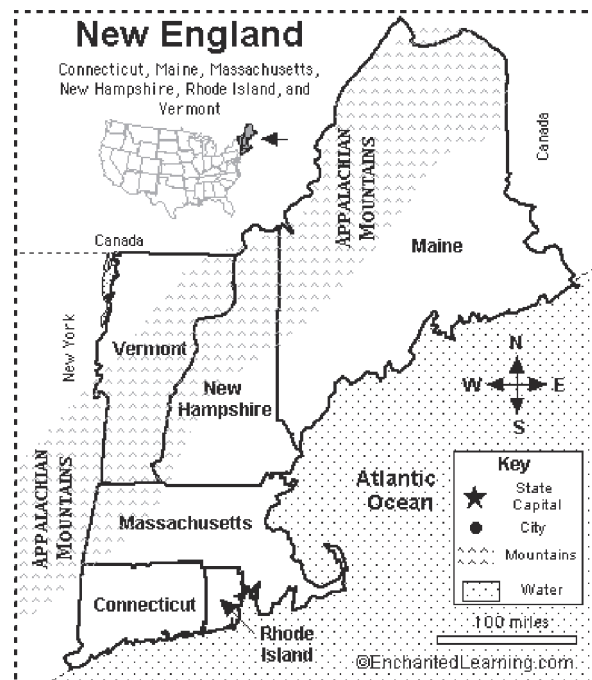 New England
Connecticut, Maine, Massachusetts,
New Hampshire, Rhode Island, and
Vermont
Canada
APPALACHIAN
MOUNTAINS
Maine
Canada
New York
Vermont
New
Hampshire
N
W E
S
APPALACHIAN
MOUNTAINS
Massachusetts
Atlantic
Ocean
Connecticut
Rhode
Island
Key
State
Capital
City
Mountains
Water
100 miles
©EnchantedLearning.com